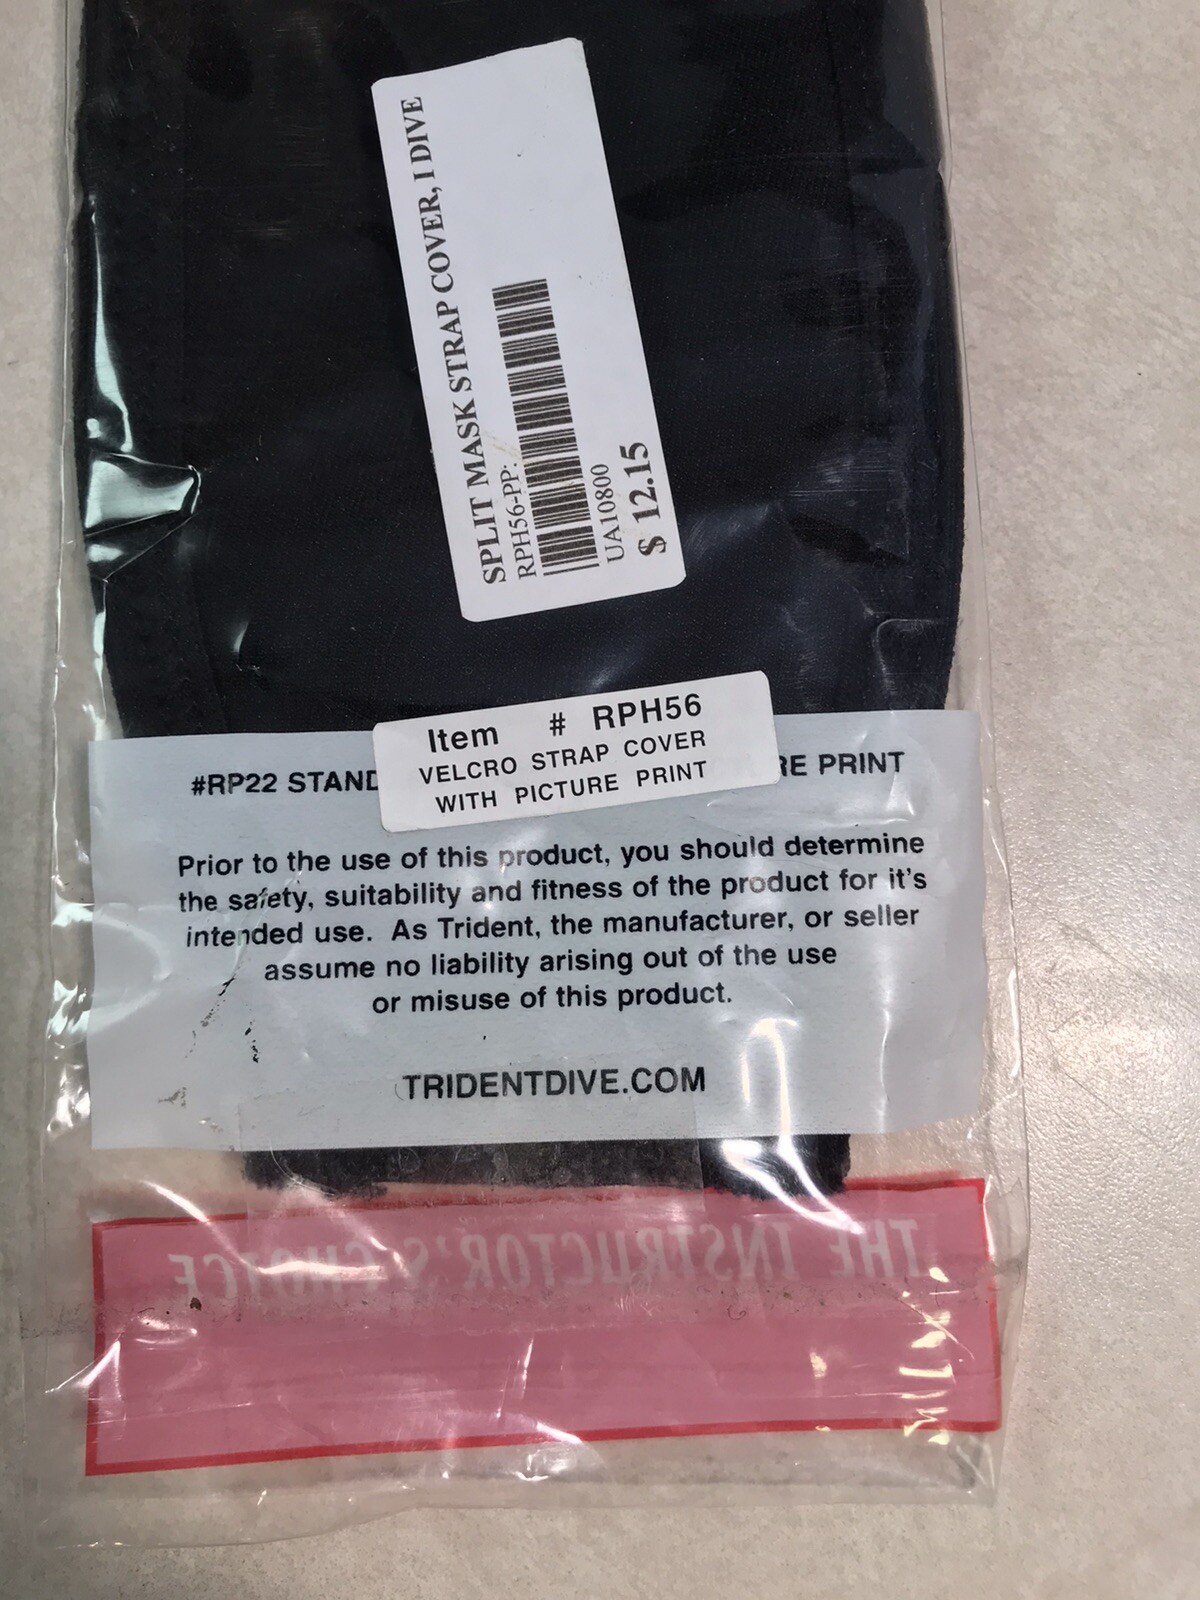 SPLIT MASK STRAP COVER, I DIVE
RPH56-PP:
UA10800
$ 12.15
Item # RPH56
VELCRO STRAP COVER
WITH PICTURE PRINT
#RP22 STAND RE PRINT
Prior to the use of this product, you should determine
the safety, suitability and fitness of the product for it's
intended use. As Trident, the manufacturer, or seller
assume no liability arising out of the use
or misuse of this product.
TRIDENTDIVE.COM
THE INSTRUCTOR'S CHOICE